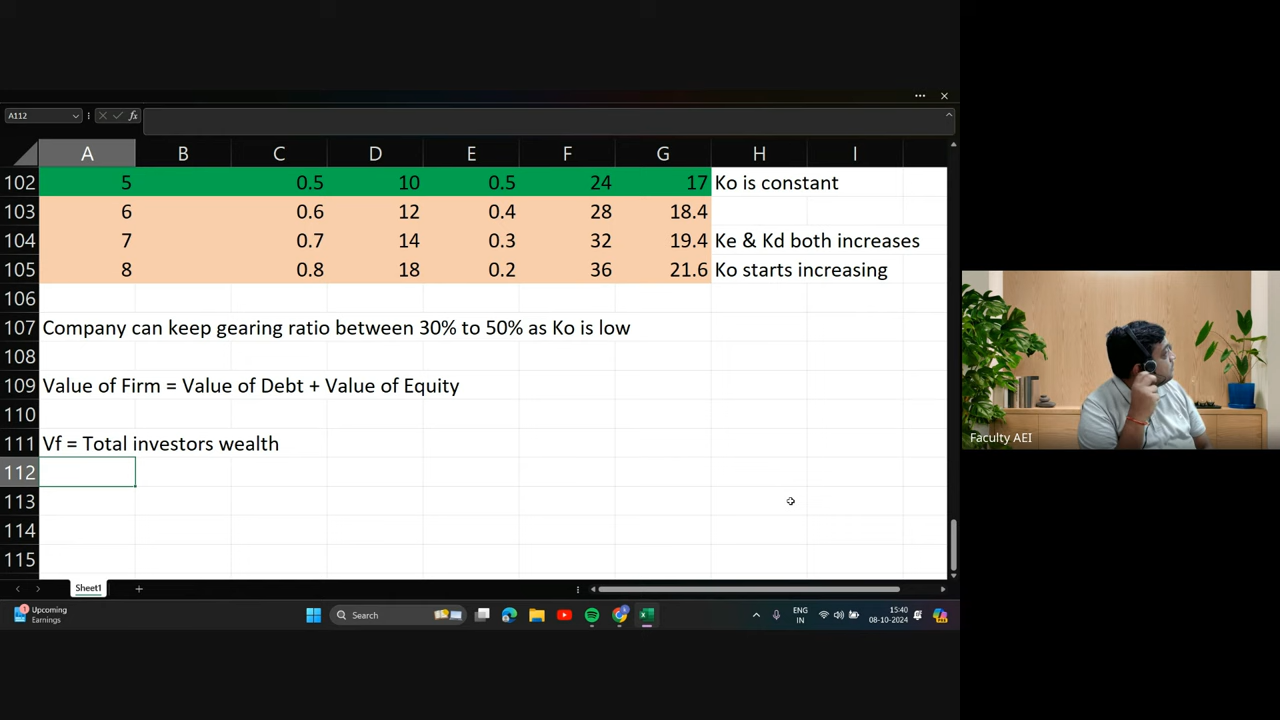 A112
fx
A B C D E F G H I
102 5 0.5 10 0.5 24 17 Ko is constant
103 6 0.6 12 0.4 28 18.4
104 7 0.7 14 0.3 32 19.4 Ke & Kd both increases
105 8 0.8 18 0.2 36 21.6 Ko starts increasing
106
107 Company can keep gearing ratio between 30% to 50% as Ko is low
108
109 Value of Firm = Value of Debt + Value of Equity
110
111 Vf = Total investors wealth
112
113
114
115
Faculty AEI
Sheet1
1 Upcoming
Earnings
Search
ENG
IN
15:40
08-10-2024